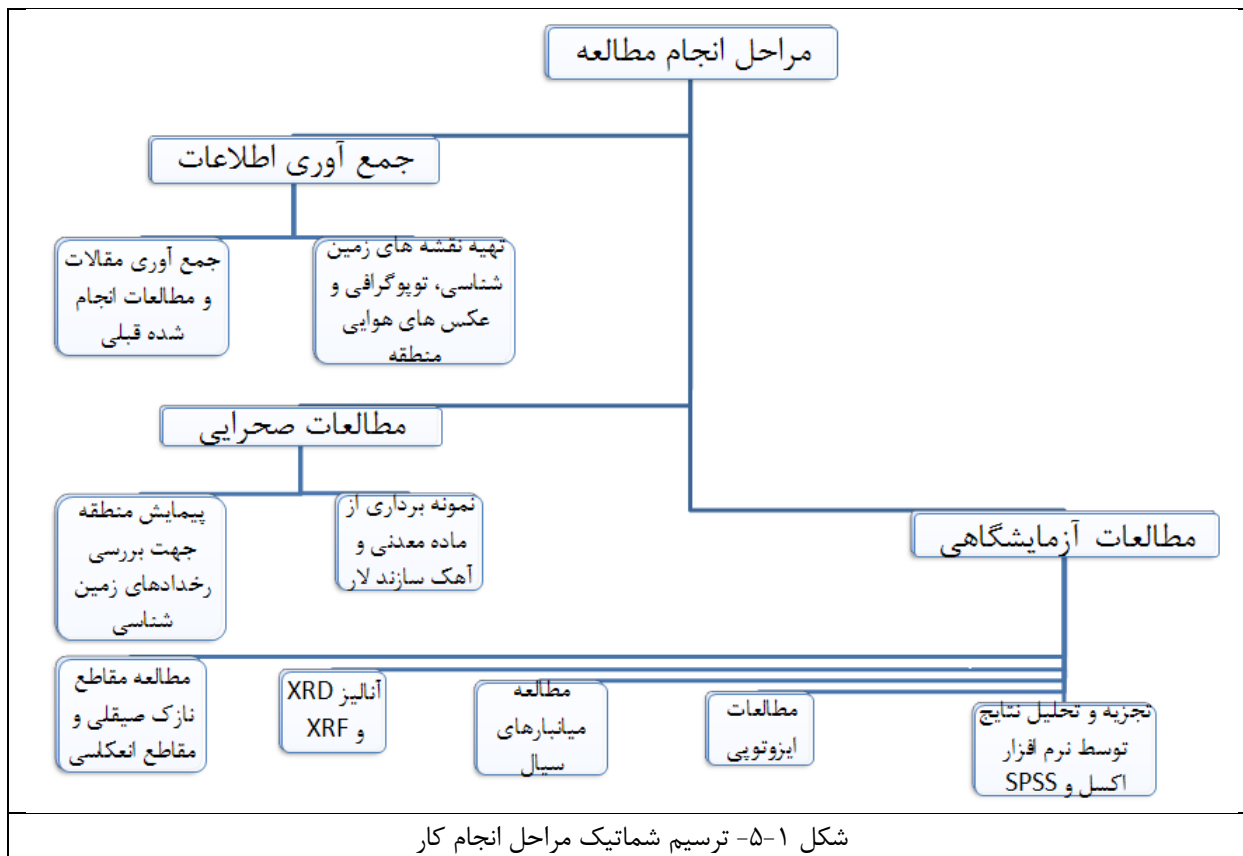 مراحل انجام مطالعه
جمع آوری اطلاعات
تهیه نقشه های زمین
شناسی، توپوگرافی و
عکس های هوایی
منطقه
جمع آوری مقالات
و مطالعات انجام
شده قبلی
مطالعات صحرایی
نمونه برداری از
ماده معدنی و
آهک سازند لار
پیمایش منطقه
جهت بررسی
رخدادهای زمین
شناسی
مطالعات آزمایشگاهی
تجزیه و تحلیل نتایج
توسط نرم افزار
اکسل و SPSS
مطالعات
ایزوتوپی
مطالعه
میانبارهای
سیال
آنالیز XRD
و XRF
مطالعه مقاطع
نازک صیقلی و
مقاطع انعکاسی
شکل ۱-۵- ترسیم شماتیک مراحل انجام کار